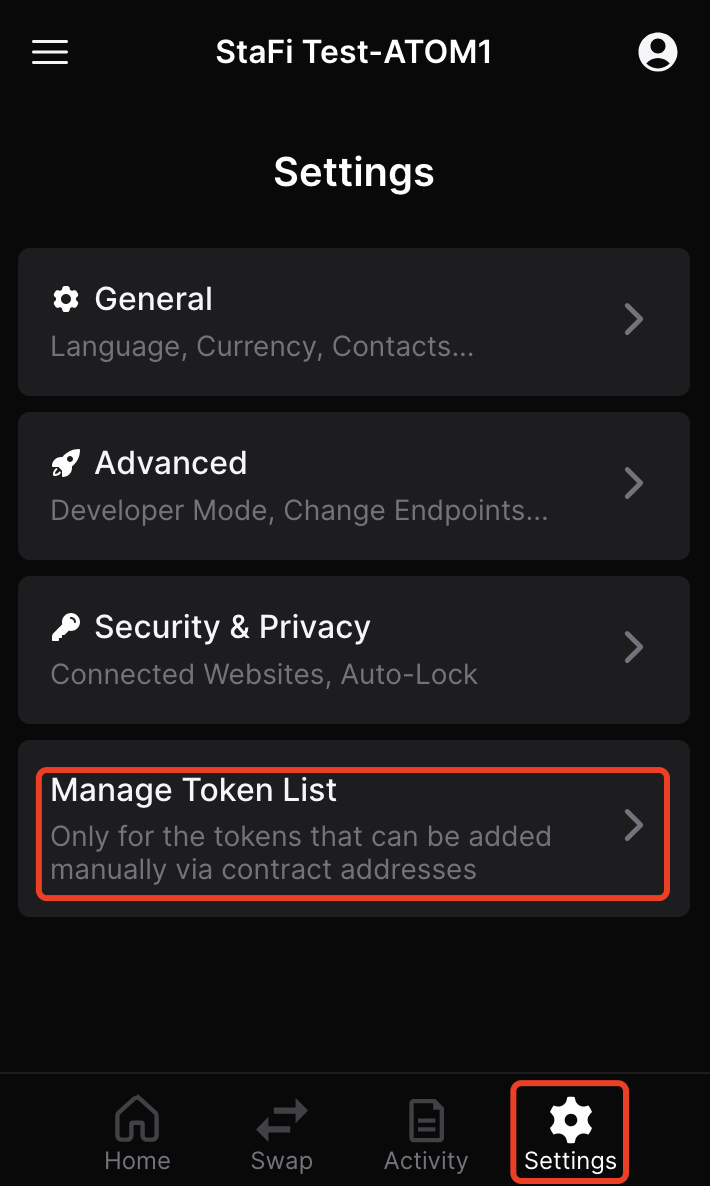 StaFi Test-ATOM1
Settings
General
Language, Currency, Contacts...
Advanced
Developer Mode, Change Endpoints...
Security & Privacy
Connected Websites, Auto-Lock
Manage Token List
Only for the tokens that can be added
manually via contract addresses
Home
Swap
Activity
Settings